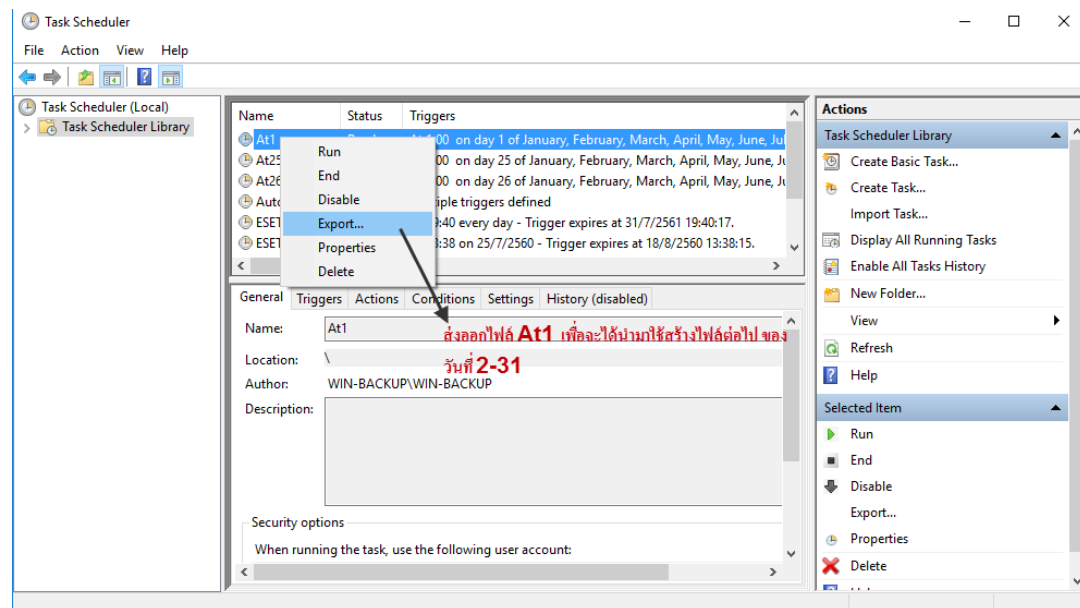 Task Scheduler
File Action View Help
Task Scheduler (Local)
Task Scheduler Library
Name Status Triggers
At1 00 on day 1 of January, February, March, April, May, June, Jul
At25 00 on day 25 of January, February, March, April, May, June, Ju
At26 00 on day 26 of January, February, March, April, May, June, Ju
Auto iple triggers defined
ESET 9:40 every day - Trigger expires at 31/7/2561 19:40:17.
ESET 3:38 on 25/7/2560 - Trigger expires at 18/8/2560 13:38:15.
Run
End
Disable
Export...
Properties
Delete
General Triggers Actions Conditions Settings History (disabled)
Name: At1
ส่งออกไฟล์ At1 เพื่อจะได้นำมาใช้สร้างไฟล์ต่อไป ของ
วันที่ 2-31
Location: \
Author: WIN-BACKUP\WIN-BACKUP
Description:
Security options
When running the task, use the following user account:
Actions
Task Scheduler Library
Create Basic Task...
Create Task...
Import Task...
Display All Running Tasks
Enable All Tasks History
New Folder...
View
Refresh
Help
Selected Item
Run
End
Disable
Export...
Properties
Delete